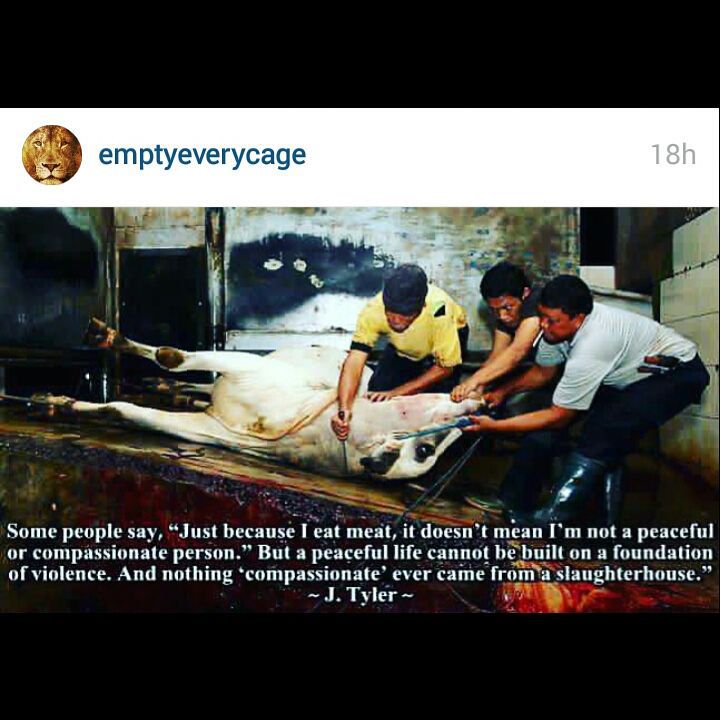 emptyeverycage 18h
Some people say, “Just because I eat meat, it doesn’t mean I’m not a peaceful
or compassionate person.” But a peaceful life cannot be built on a foundation
of violence. And nothing ‘compassionate’ ever came from a slaughterhouse.”
~ J. Tyler ~